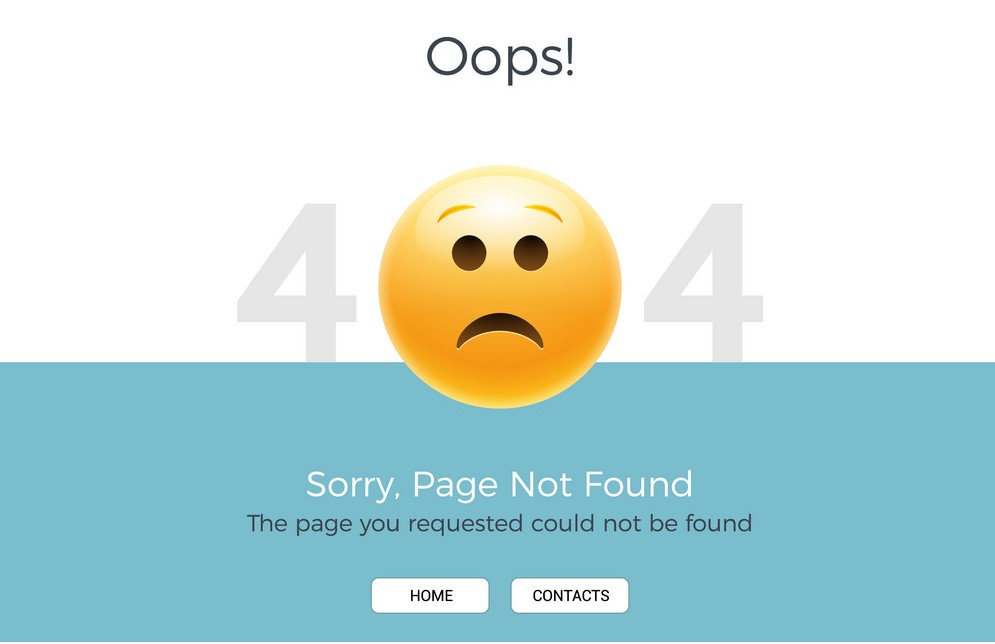 Oops!
4 4
Sorry, Page Not Found
The page you requested could not be found
HOME CONTACTS